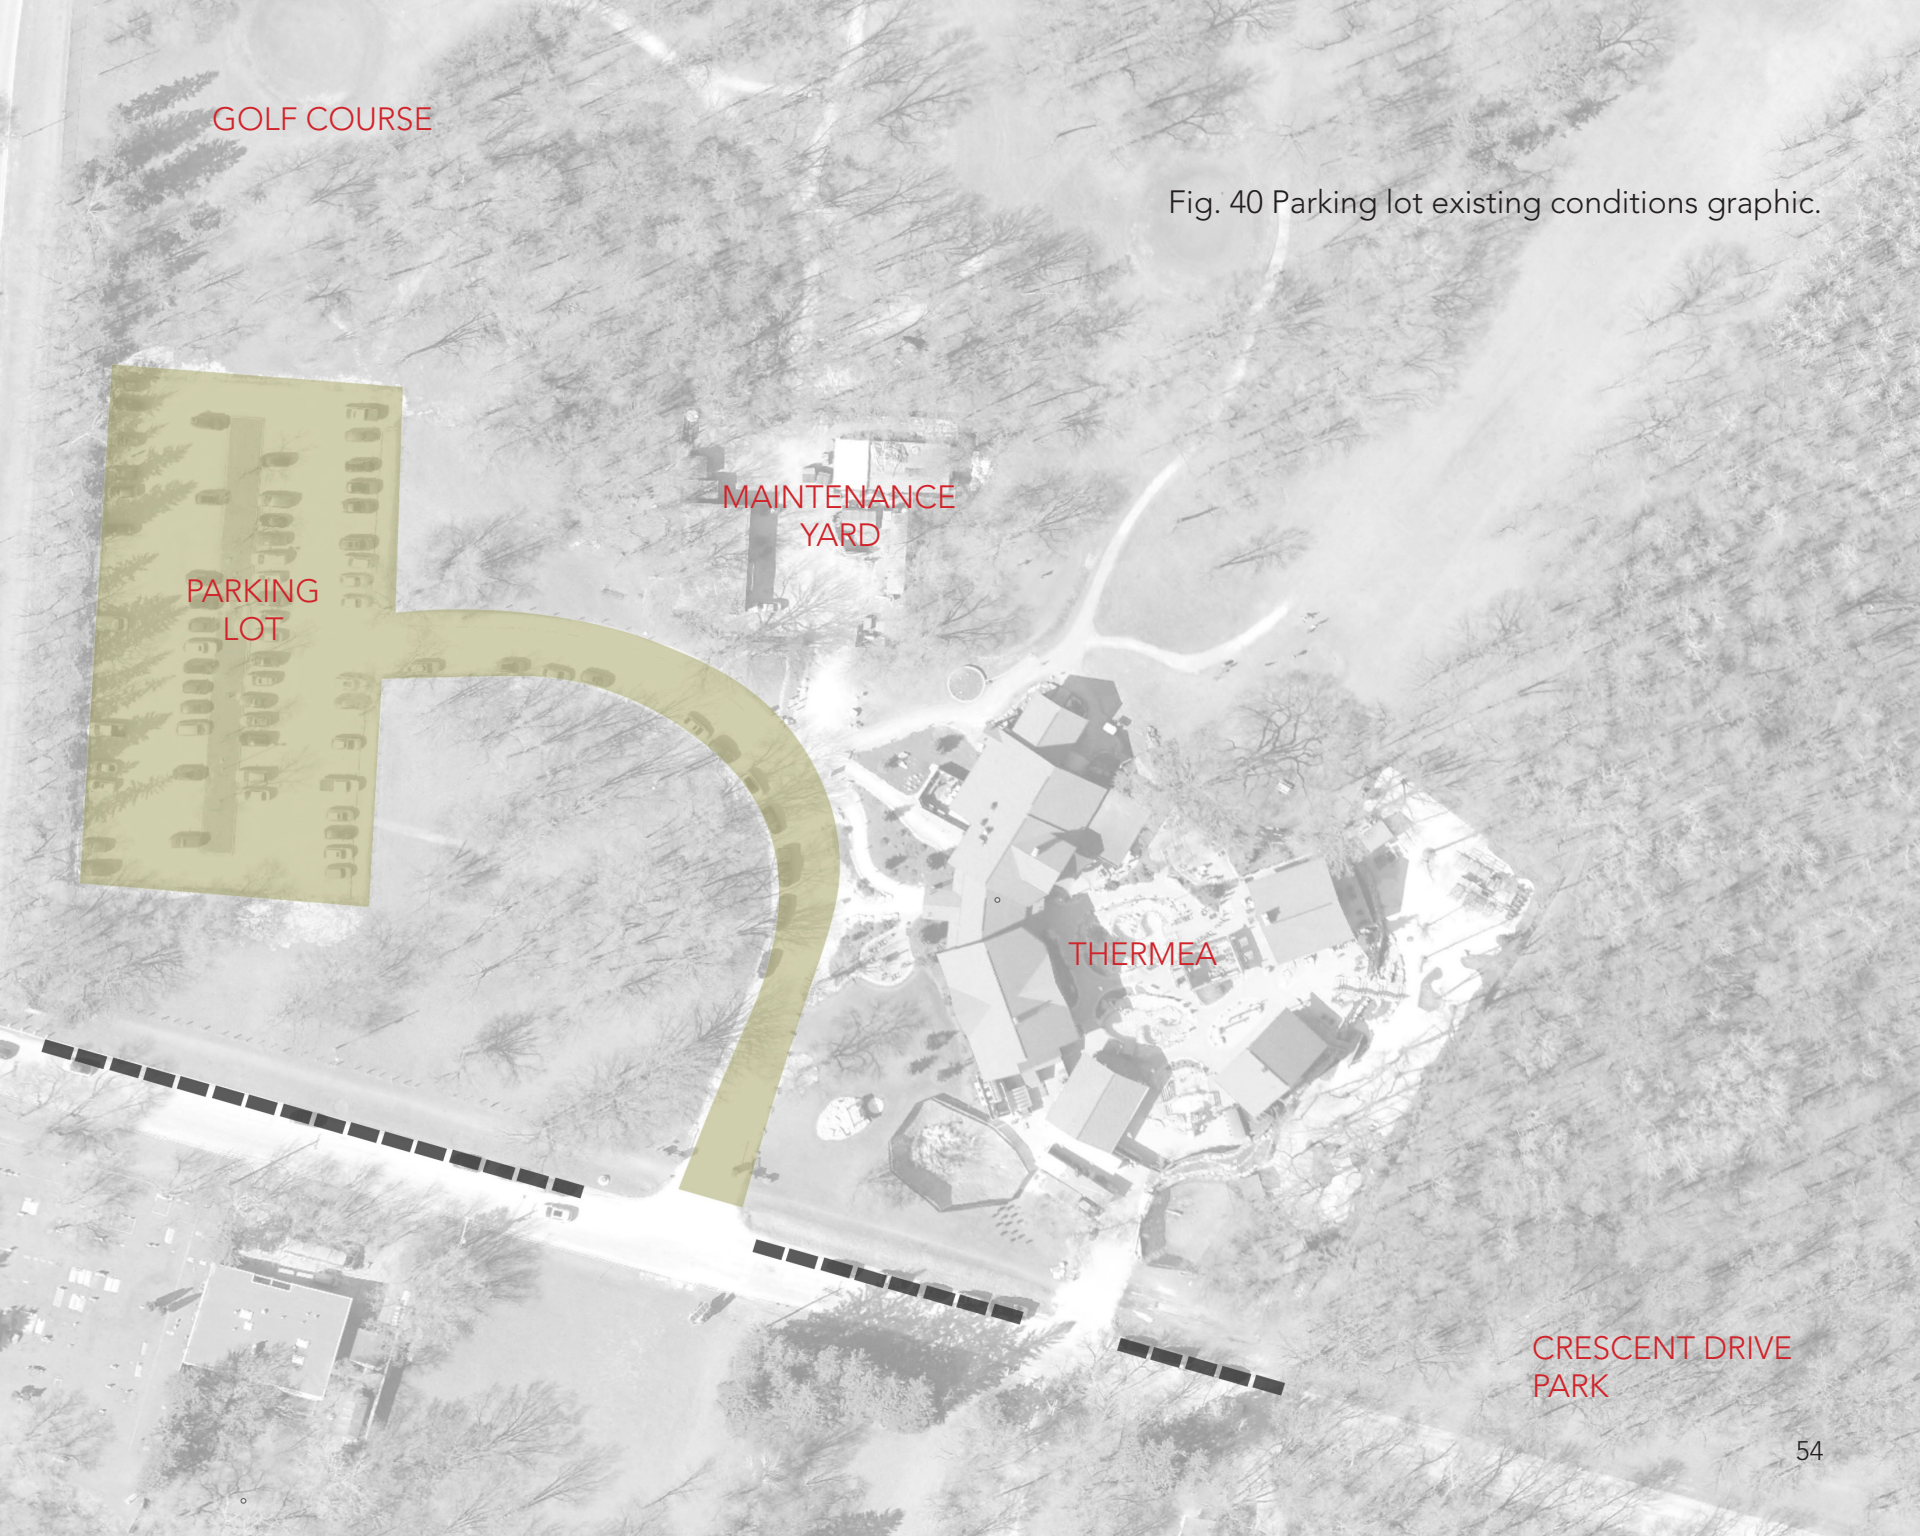 GOLF COURSE
Fig. 40 Parking lot existing conditions graphic.
MAINTENANCE
YARD
PARKING
LOT
THERMEA
CRESCENT DRIVE
PARK
54